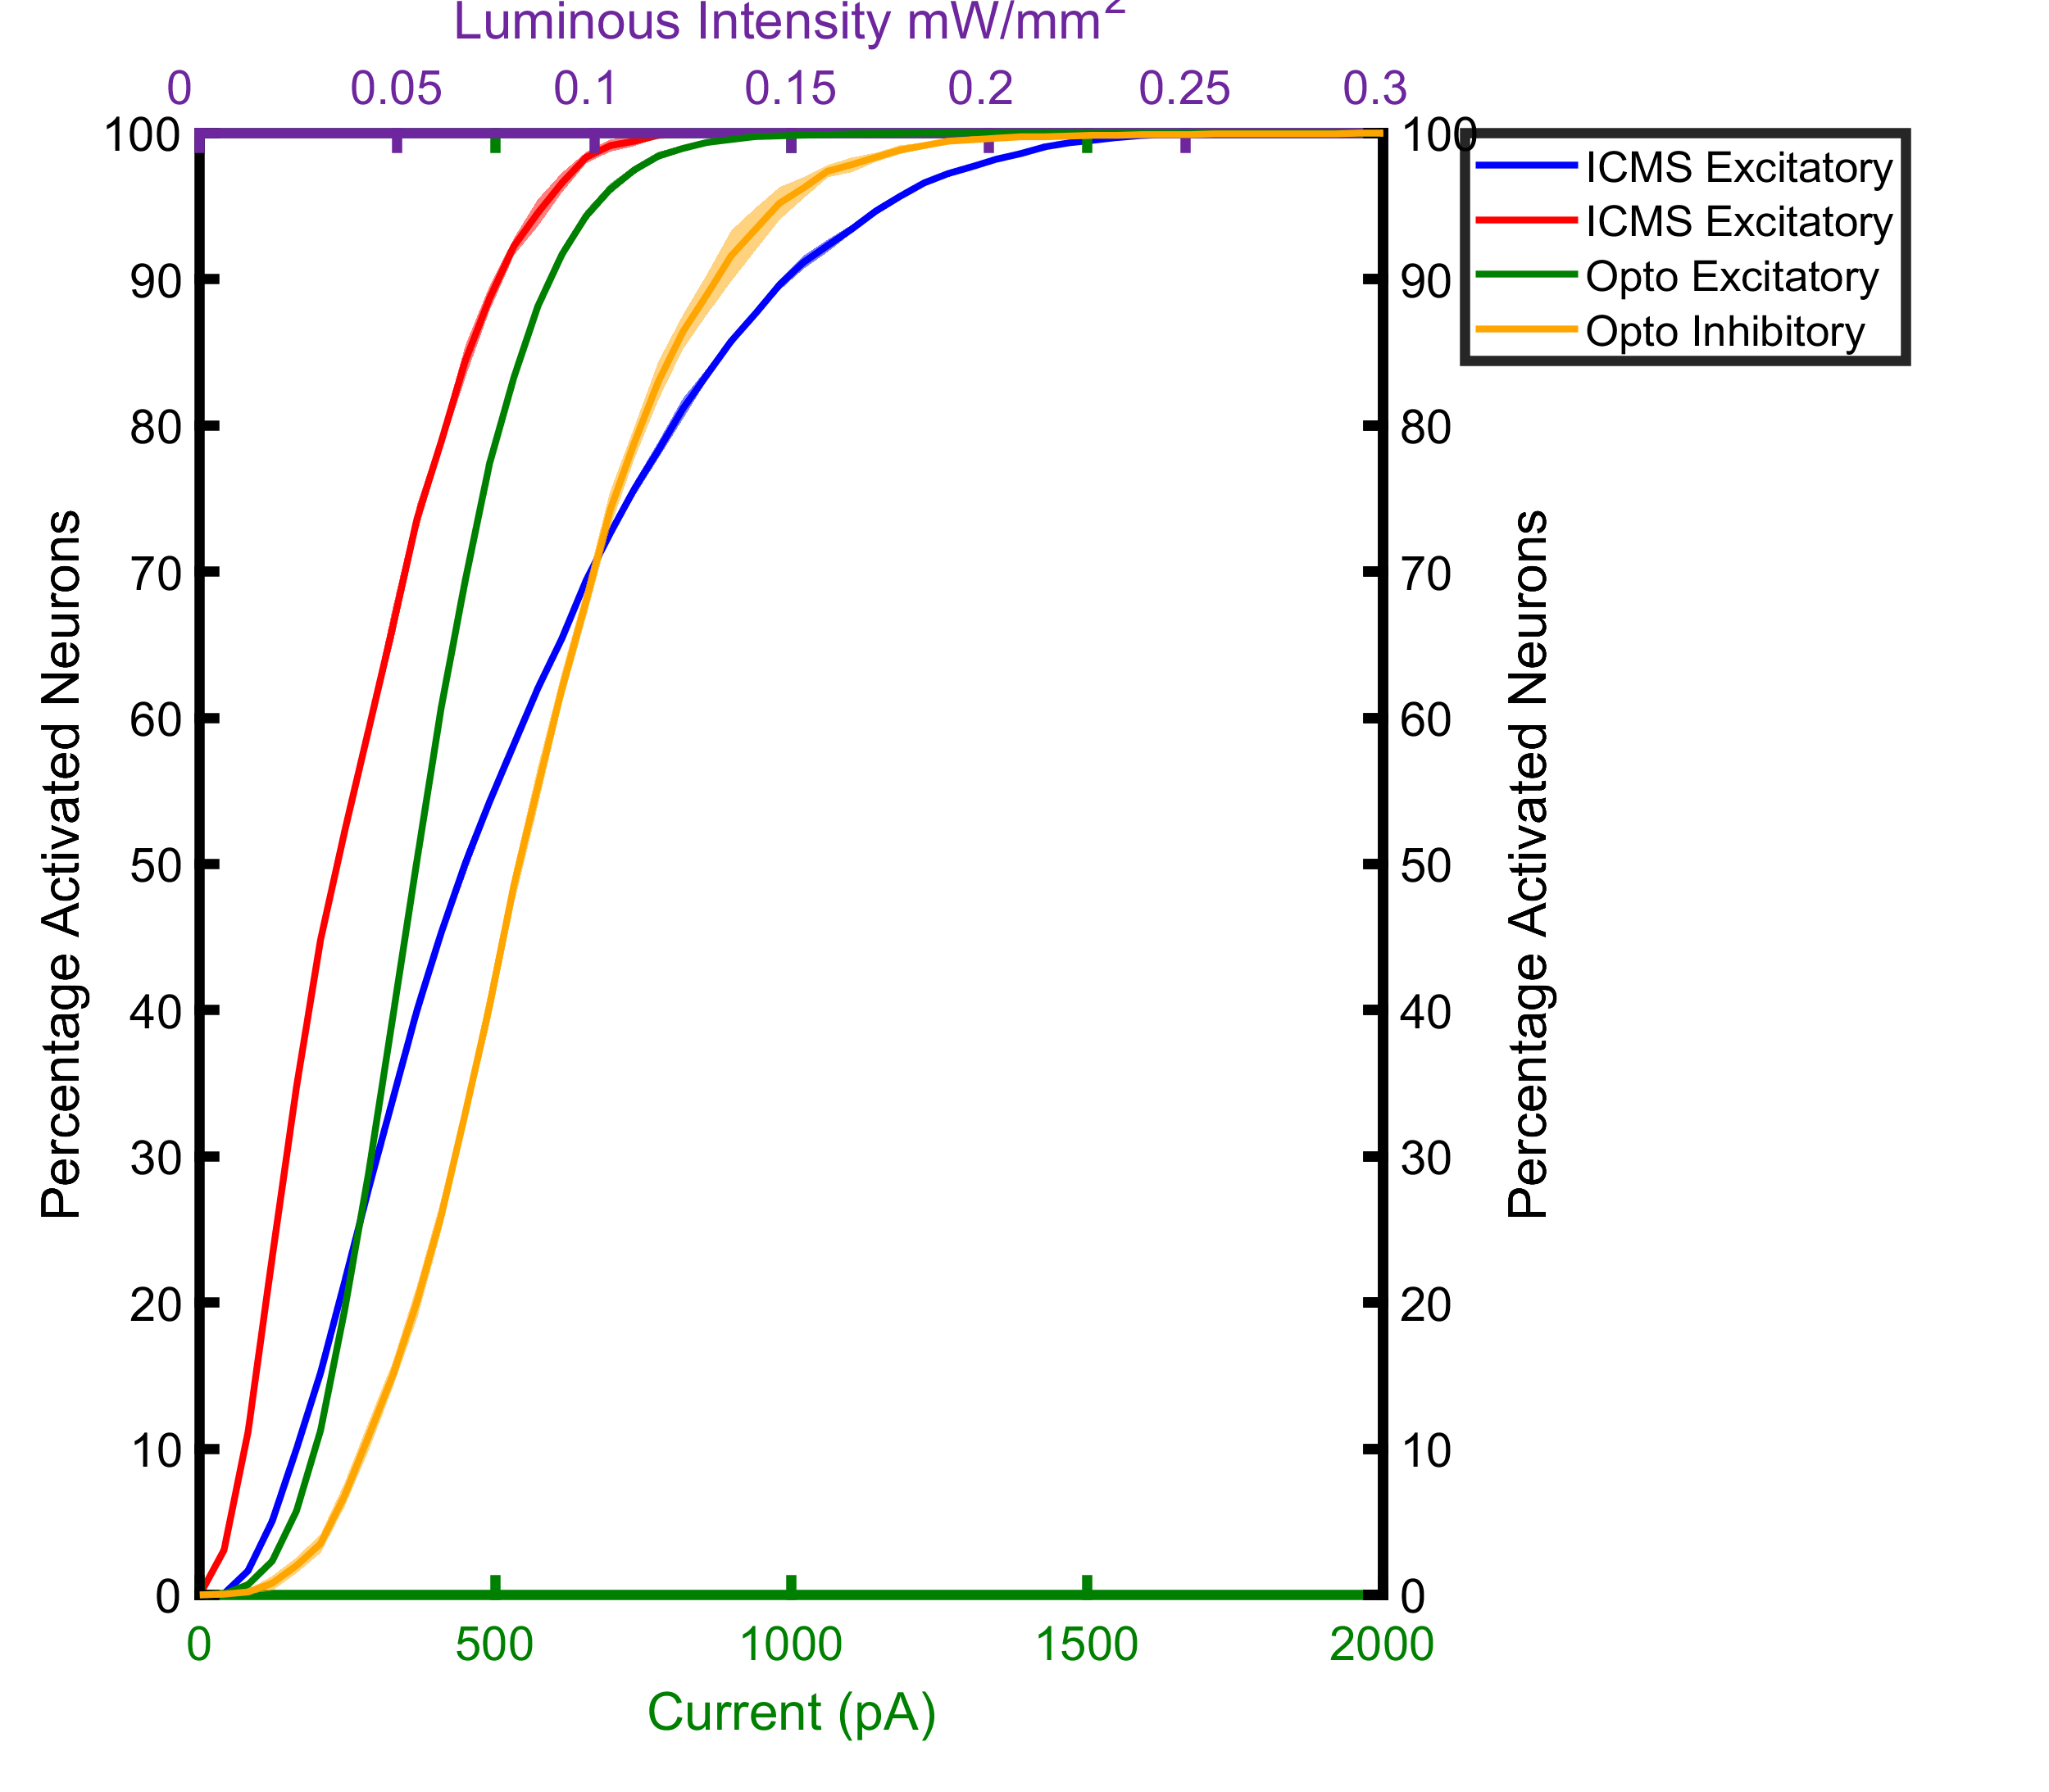 Luminous Intensity mW/mm²
0 0.05 0.1 0.15 0.2 0.25 0.3
100 100
ICMS Excitatory
ICMS Excitatory
Opto Excitatory
Opto Inhibitory
90 90
80 80
70 70
60 60
50 50
40 40
30 30
20 20
10 10
0 0
Percentage Activated Neurons
Percentage Activated Neurons
0 500 1000 1500 2000
Current (pA)